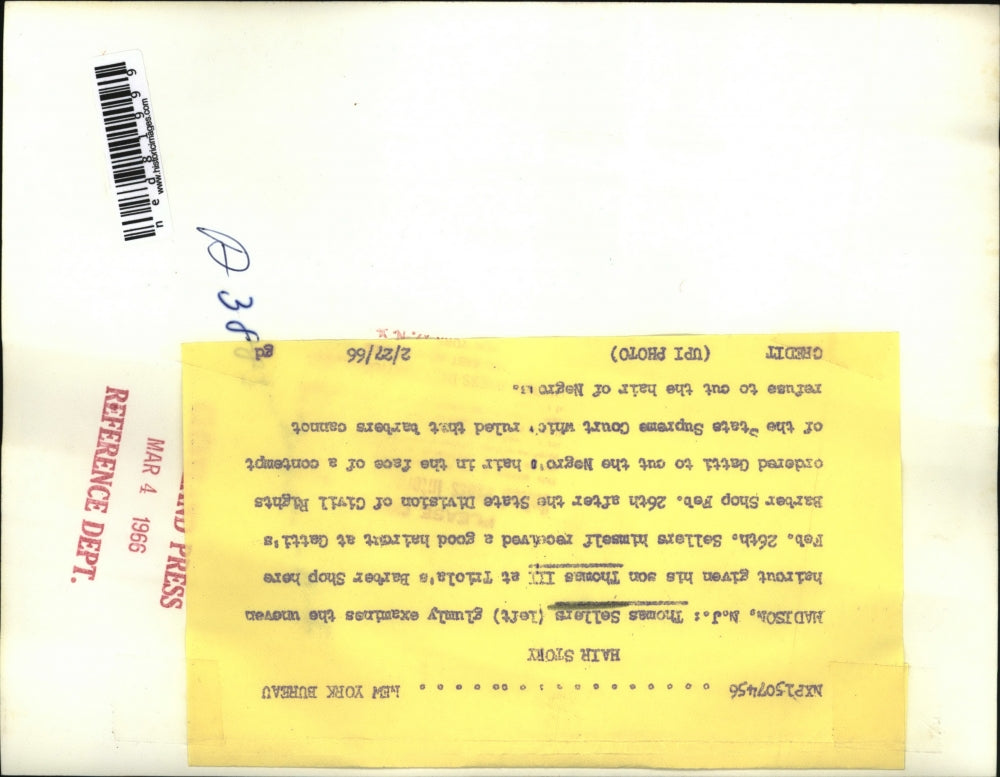 NXP1507456 . . . . . . . . . . . . . . . . . . NEW YORK BUREAU
HAIR STORY
MADISON, N.J.: Thomas Sellers (left) glumly examines the uneven
haircut given his son Thomas III at Triola's Barber Shop here
Feb. 26th. Sellers himself received a good haircut at Gatti's
Barber Shop Feb. 26th after the State Division of Civil Rights
ordered Gatti to cut the Negro's hair in the face of a contempt
of the State Supreme Court which ruled that barbers cannot
refuse to cut the hair of Negroes.
CREDIT (UPI PHOTO) 2/27/66 gd
ned81999
www.historicimages.com
A 38
PRESS
MAR 4 1966
REFERENCE DEPT.